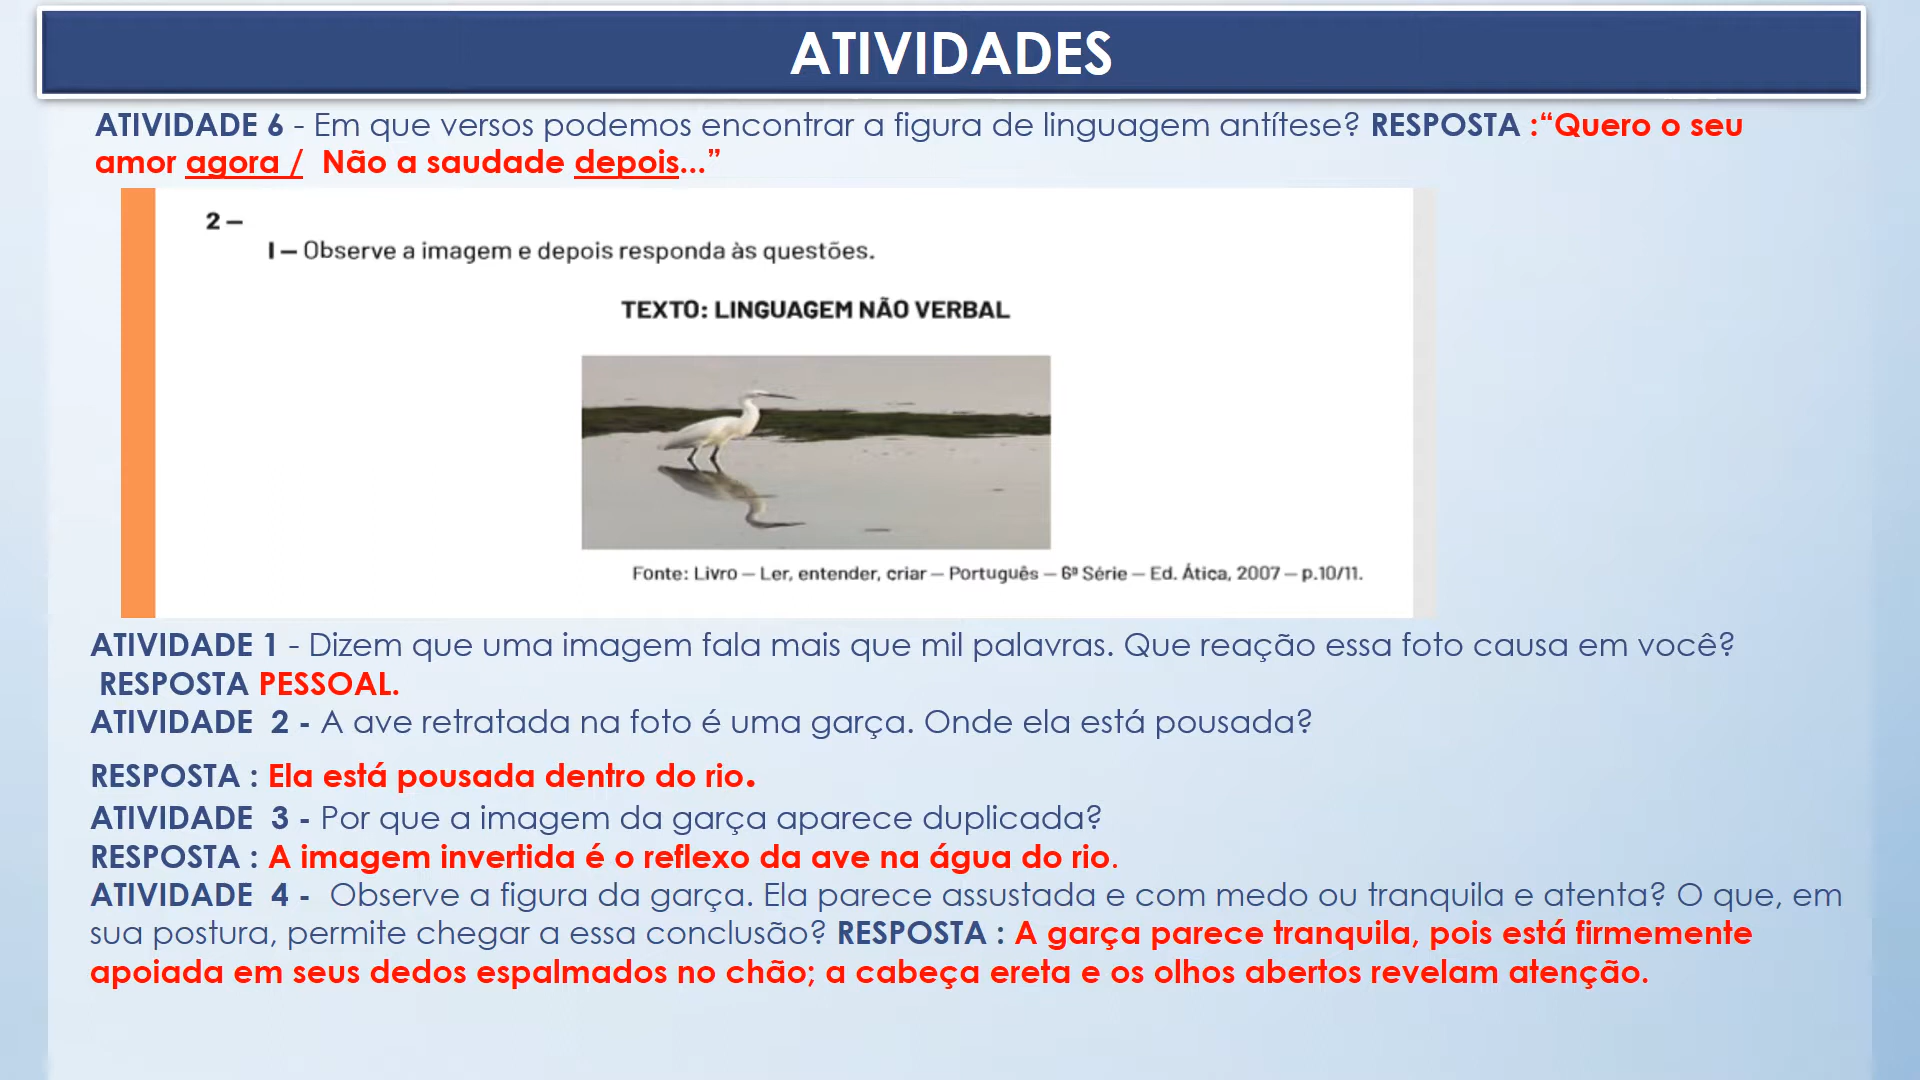 ATIVIDADES
ATIVIDADE 6 - Em que versos podemos encontrar a figura de linguagem antítese? RESPOSTA :“Quero o seu
amor agora / Não a saudade depois...”
2 –
I – Observe a imagem e depois responda às questões.
TEXTO: LINGUAGEM NÃO VERBAL
Fonte: Livro – Ler, entender, criar – Português – 6ª Série – Ed. Ática, 2007 – p.10/11.
ATIVIDADE 1 - Dizem que uma imagem fala mais que mil palavras. Que reação essa foto causa em você?
RESPOSTA PESSOAL.
ATIVIDADE 2 - A ave retratada na foto é uma garça. Onde ela está pousada?
RESPOSTA : Ela está pousada dentro do rio.
ATIVIDADE 3 - Por que a imagem da garça aparece duplicada?
RESPOSTA : A imagem invertida é o reflexo da ave na água do rio.
ATIVIDADE 4 - Observe a figura da garça. Ela parece assustada e com medo ou tranquila e atenta? O que, em
sua postura, permite chegar a essa conclusão? RESPOSTA : A garça parece tranquila, pois está firmemente
apoiada em seus dedos espalmados no chão; a cabeça ereta e os olhos abertos revelam atenção.